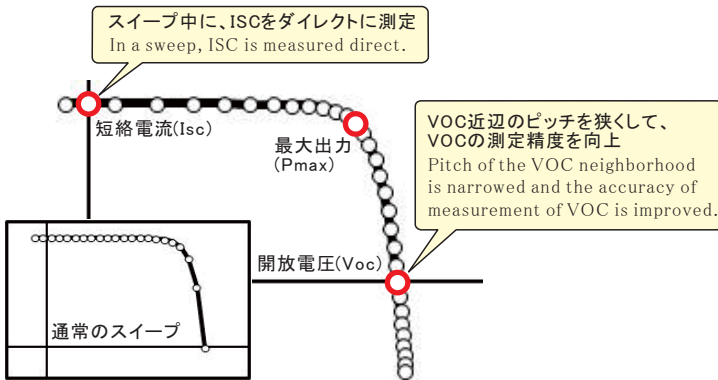 スイープ中に、ISCをダイレクトに測定
In a sweep, ISC is measured direct.
短絡電流(Isc)
最大出力
(Pmax)
VOC近辺のピッチを狭くして、
VOCの測定精度を向上
Pitch of the VOC neighborhood
is narrowed and the accuracy of
measurement of VOC is improved.
開放電圧(Voc)
通常のスイープ